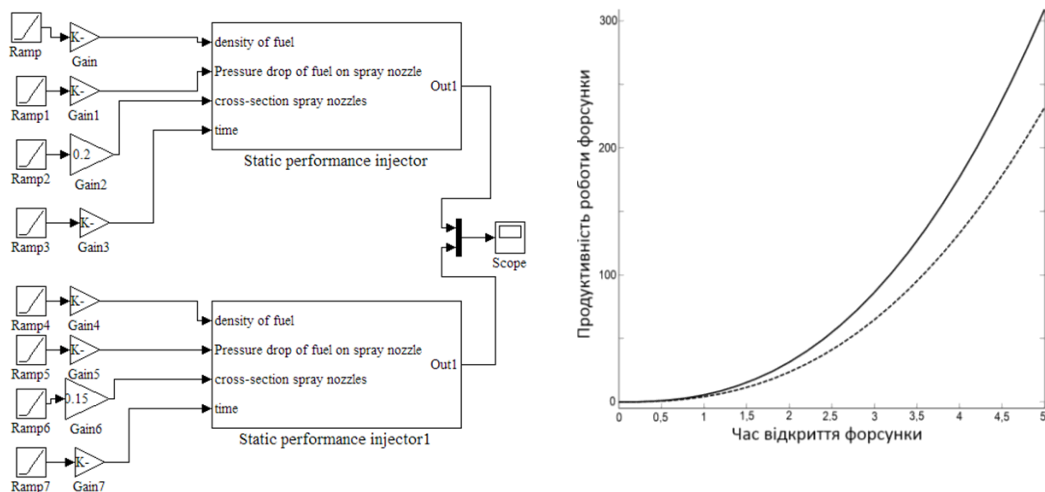 Ramp
K-
Gain
density of fuel
Ramp1
K-
Gain1
Pressure drop of fuel on spray nozzle
Out1
Ramp2
0.2
Gain2
cross-section spray nozzles
time
Static performance injector
Ramp3
K-
Gain3
Scope
Ramp4
K-
Gain4
density of fuel
Ramp5
K-
Gain5
Pressure drop of fuel on spray nozzle
Out1
Ramp6
0.15
Gain6
cross-section spray nozzles
time
Static performance injector1
Ramp7
K-
Gain7
Продуктивність роботи форсунки
300
200
100
0
0 0,5 1 1,5 2 2,5 3 3,5 4 4,5 5
Час відкриття форсунки